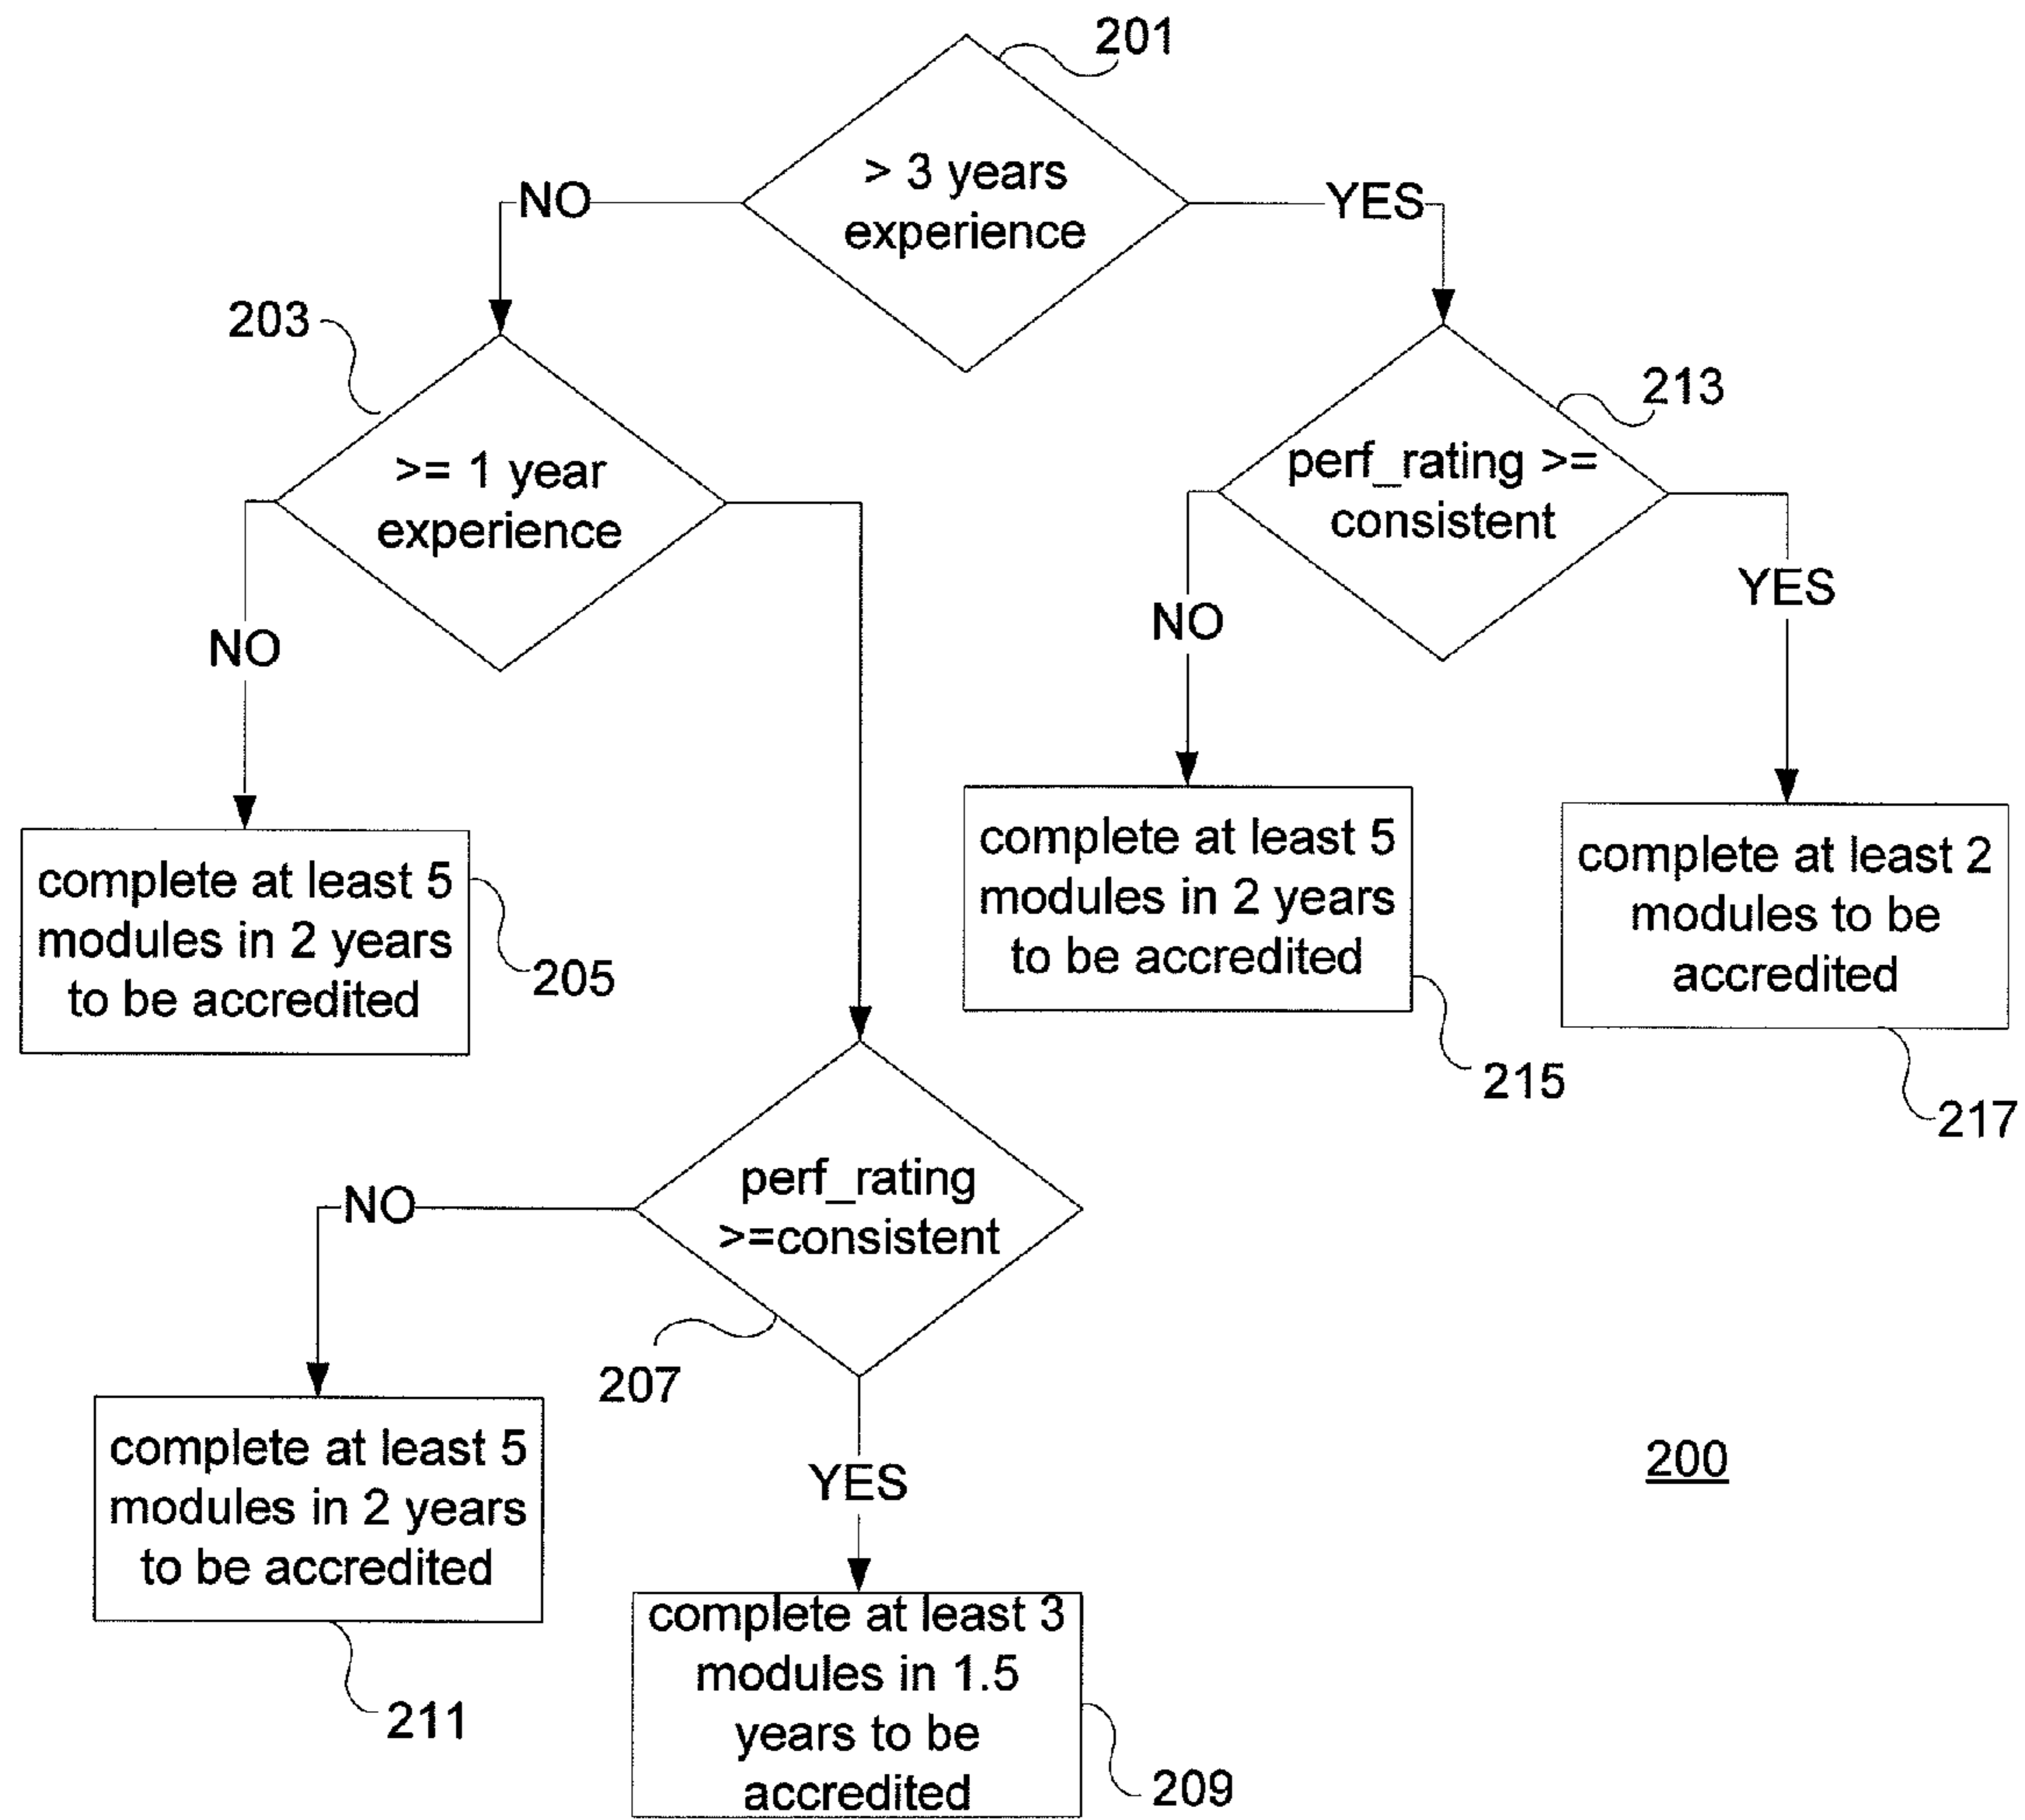 201
> 3 years
experience
NO
YES
203
>= 1 year
experience
213
perf_rating >=
consistent
NO
NO
YES
complete at least 5
modules in 2 years
to be accredited
205
complete at least 5
modules in 2 years
to be accredited
215
complete at least 2
modules to be
accredited
217
perf_rating
>=consistent
NO
207
YES
complete at least 5
modules in 2 years
to be accredited
211
complete at least 3
modules in 1.5
years to be
accredited
209
200